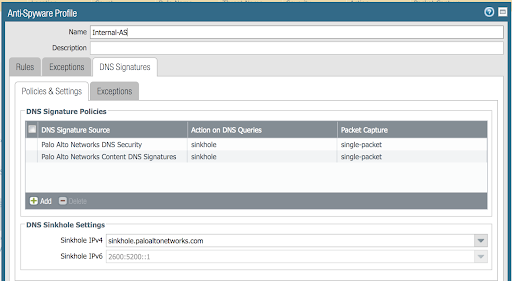 Anti-Spyware Profile
Name Internal-AS
Description
Rules Exceptions DNS Signatures
Policies & Settings Exceptions
DNS Signature Policies
DNS Signature Source Action on DNS Queries Packet Capture
Palo Alto Networks DNS Security sinkhole single-packet
Palo Alto Networks Content DNS Signatures sinkhole single-packet
Add Delete
DNS Sinkhole Settings
Sinkhole IPv4 sinkhole.paloaltonetworks.com
Sinkhole IPv6 2600:5200::1